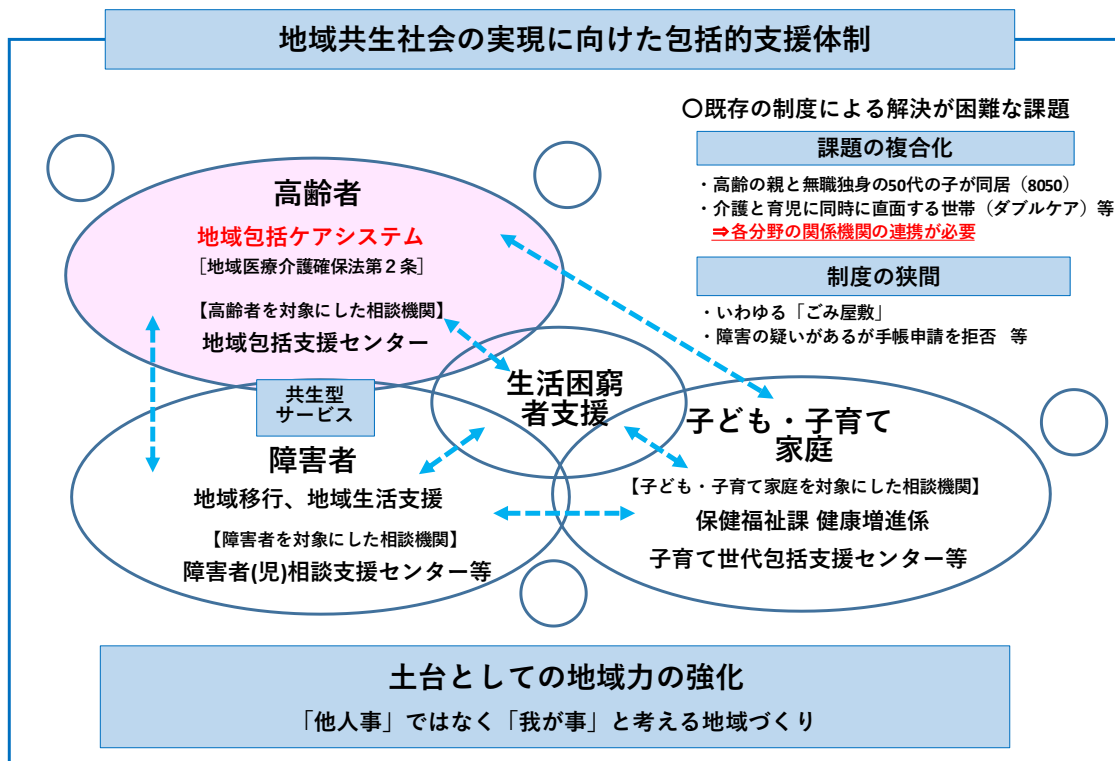 地域共生社会の実現に向けた包括的支援体制
〇既存の制度による解決が困難な課題
課題の複合化
・高齢の親と無職独身の50代の子が同居（8050）
・介護と育児に同時に直面する世帯（ダブルケア）等
⇒各分野の関係機関の連携が必要
制度の狭間
・いわゆる「ごみ屋敷」
・障害の疑いがあるが手帳申請を拒否 等
高齢者
地域包括ケアシステム
［地域医療介護確保法第２条］
【高齢者を対象にした相談機関】
地域包括支援センター
共生型
サービス
生活困窮
者支援
障害者
地域移行、地域生活支援
【障害者を対象にした相談機関】
障害者(児)相談支援センター等
子ども・子育て
家庭
【子ども・子育て家庭を対象にした相談機関】
保健福祉課 健康増進係
子育て世代包括支援センター等
土台としての地域力の強化
「他人事」ではなく「我が事」と考える地域づくり